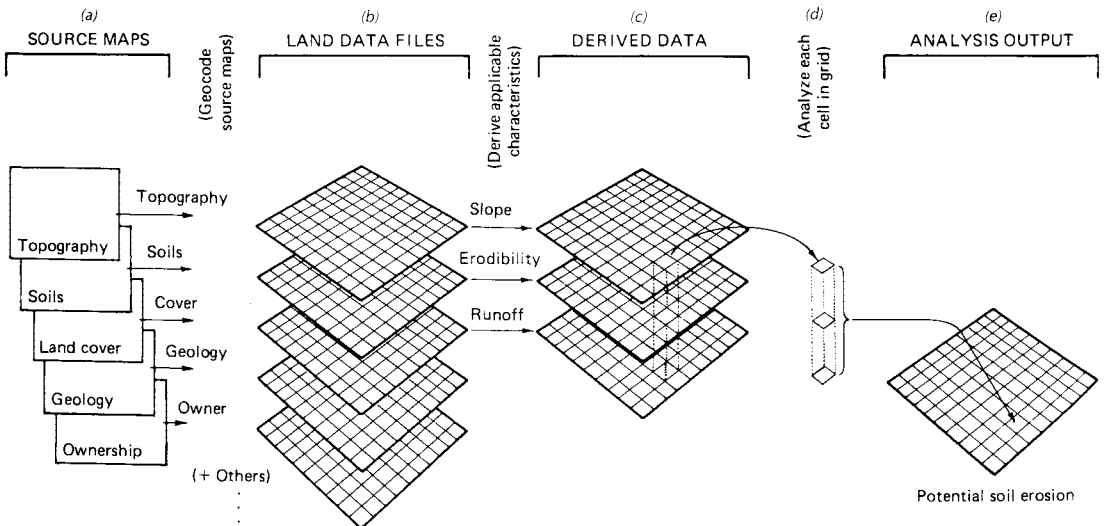 (a)
SOURCE MAPS
(Geocode
source maps)
(b)
LAND DATA FILES
(Derive applicable
characteristics)
(c)
DERIVED DATA
(d)
(Analyze each
cell in grid)
(e)
ANALYSIS OUTPUT
Topography
Soils
Land cover
Geology
Ownership
Topography
Soils
Cover
Geology
Owner
(+ Others)
Slope
Erodibility
Runoff
Potential soil erosion